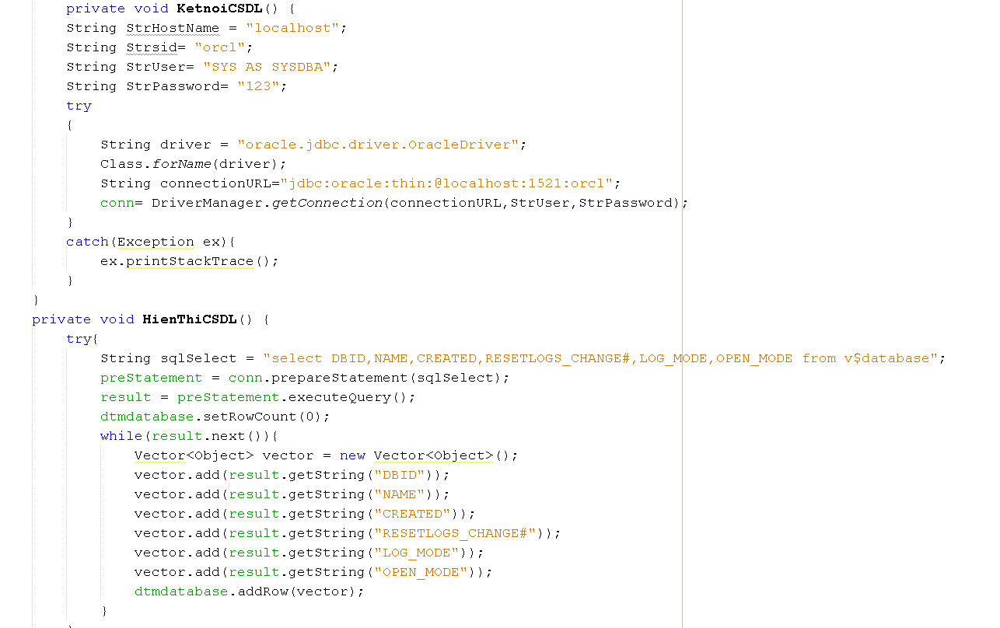 private void KetnoiCSDL() {
String StrHostName = "localhost";
String Strsid= "orcl";
String StrUser= "SYS AS SYSDBA";
String StrPassword= "123";
try
{
String driver = "oracle.jdbc.driver.OracleDriver";
Class.forName(driver);
String connectionURL="jdbc:oracle:thin:@localhost:1521:orcl";
conn= DriverManager.getConnection(connectionURL,StrUser,StrPassword);
}
catch(Exception ex){
ex.printStackTrace();
}
}
private void HienThiCSDL() {
try{
String sqlSelect = "select DBID,NAME,CREATED,RESETLOGS_CHANGE#,LOG_MODE,OPEN_MODE from v$database";
preStatement = conn.prepareStatement(sqlSelect);
result = preStatement.executeQuery();
dtmdatabase.setRowCount(0);
while(result.next()){
Vector<Object> vector = new Vector<Object>();
vector.add(result.getString("DBID"));
vector.add(result.getString("NAME"));
vector.add(result.getString("CREATED"));
vector.add(result.getString("RESETLOGS_CHANGE#"));
vector.add(result.getString("LOG_MODE"));
vector.add(result.getString("OPEN_MODE"));
dtmdatabase.addRow(vector);
}